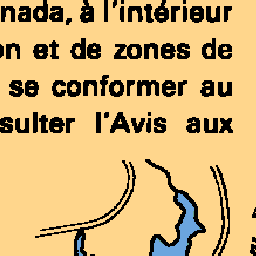 nada, à l'intérieur
on et de zones de
se conformer au
sulter l'Avis aux